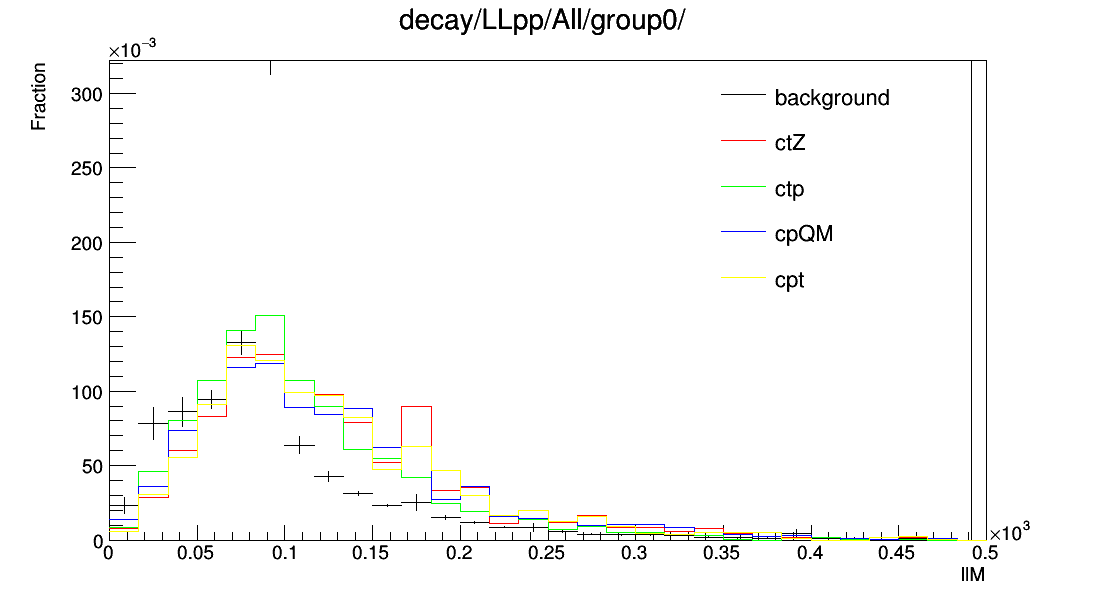 decay/LLpp/All/group0/
×10⁻³
Fraction
300
250
200
150
100
50
0
background
ctZ
ctp
cpQM
cpt
0 0.05 0.1 0.15 0.2 0.25 0.3 0.35 0.4 0.45 0.5
×10³
llM